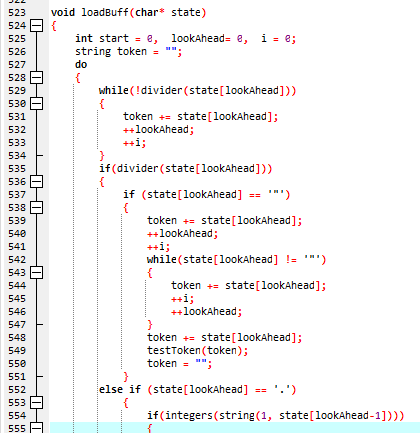 523 void loadBuff(char* state)
524 {
525 int start = 0, lookAhead= 0, i = 0;
526 string token = "";
527 do
528 {
529 while(!divider(state[lookAhead]))
530 {
531 token += state[lookAhead];
532 ++lookAhead;
533 ++i;
534 }
535 if(divider(state[lookAhead]))
536 {
537 if (state[lookAhead] == '"')
538 {
539 token += state[lookAhead];
540 ++lookAhead;
541 ++i;
542 while(state[lookAhead] != '"')
543 {
544 token += state[lookAhead];
545 ++i;
546 ++lookAhead;
547 }
548 token += state[lookAhead];
549 testToken(token);
550 token = "";
551 }
552 else if (state[lookAhead] == '.')
553 {
554 if(integers(string(1, state[lookAhead-1])))
555 {